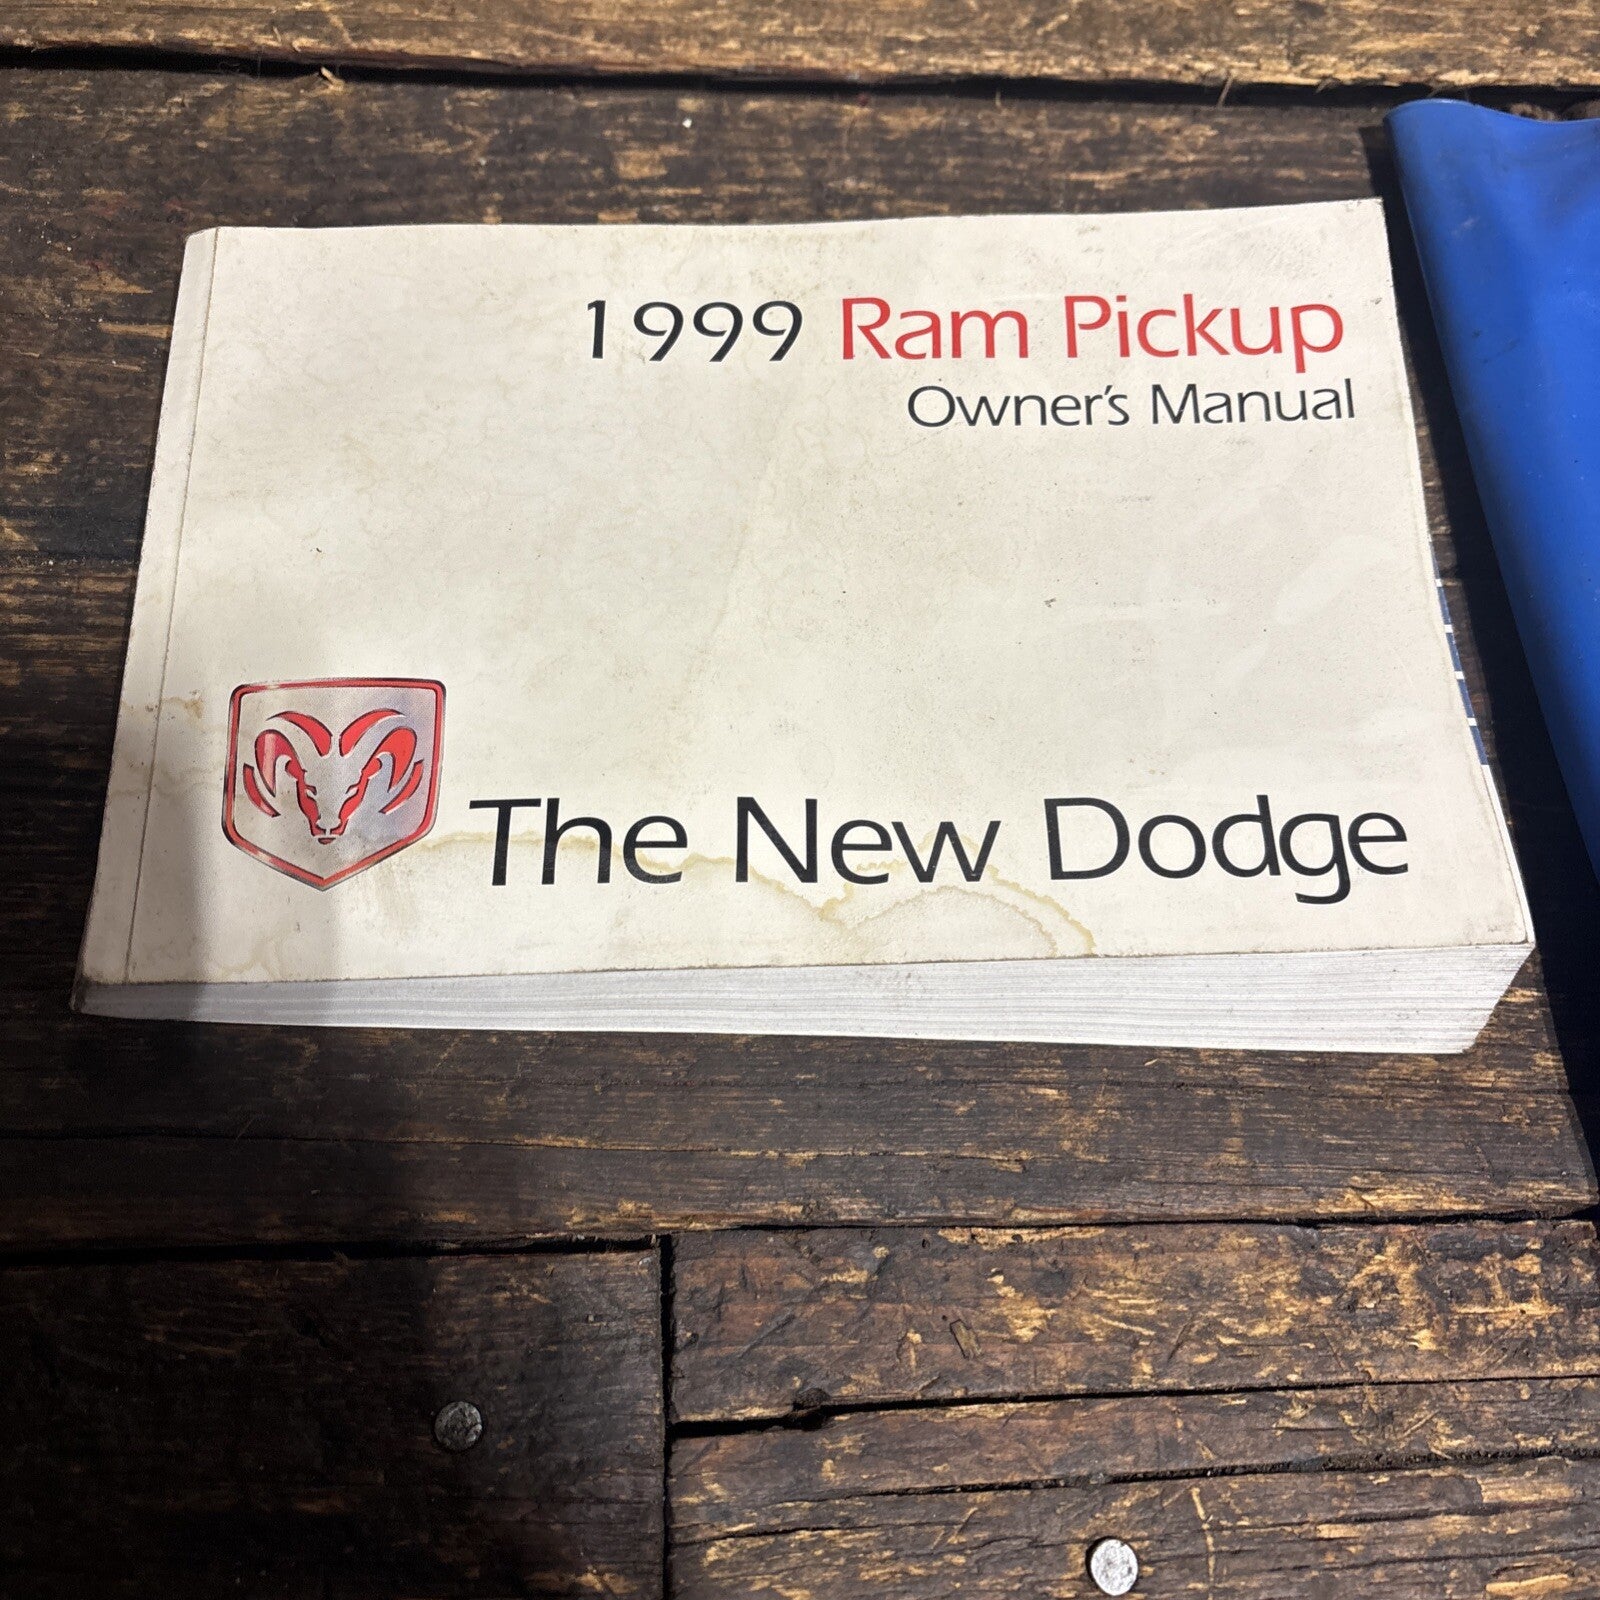 1999 Ram Pickup
Owner's Manual
The New Dodge